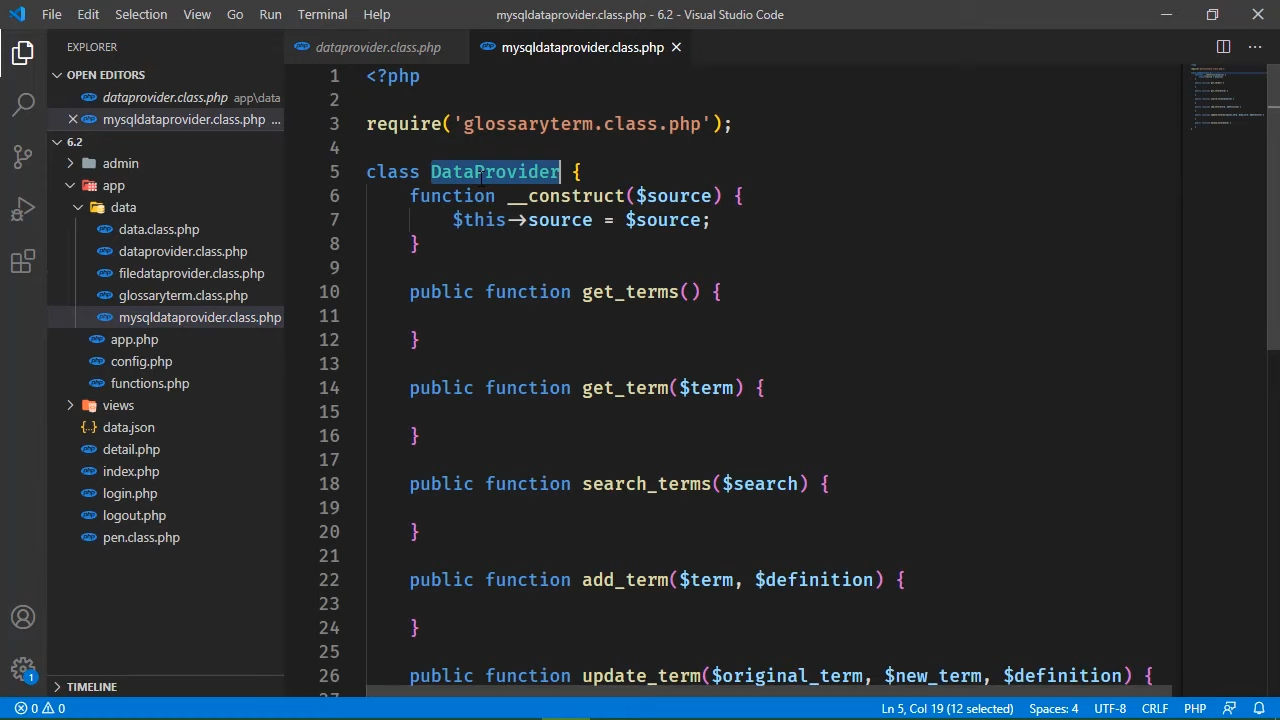 File Edit Selection View Go Run Terminal Help mysqldataprovider.class.php - 6.2 - Visual Studio Code
EXPLORER
OPEN EDITORS
dataprovider.class.php app\data
mysqldataprovider.class.php ...
6.2
admin
app
data
data.class.php
dataprovider.class.php
filedataprovider.class.php
glossaryterm.class.php
mysqldataprovider.class.php
app.php
config.php
functions.php
views
data.json
detail.php
index.php
login.php
logout.php
pen.class.php
TIMELINE
dataprovider.class.php mysqldataprovider.class.php
1 <?php
2
3 require('glossaryterm.class.php');
4
5 class DataProvider {
6 function __construct($source) {
7 $this->source = $source;
8 }
9
10 public function get_terms() {
11
12 }
13
14 public function get_term($term) {
15
16 }
17
18 public function search_terms($search) {
19
20 }
21
22 public function add_term($term, $definition) {
23
24 }
25
26 public function update_term($original_term, $new_term, $definition) {
1
0 0 Ln 5, Col 19 (12 selected) Spaces: 4 UTF-8 CRLF PHP